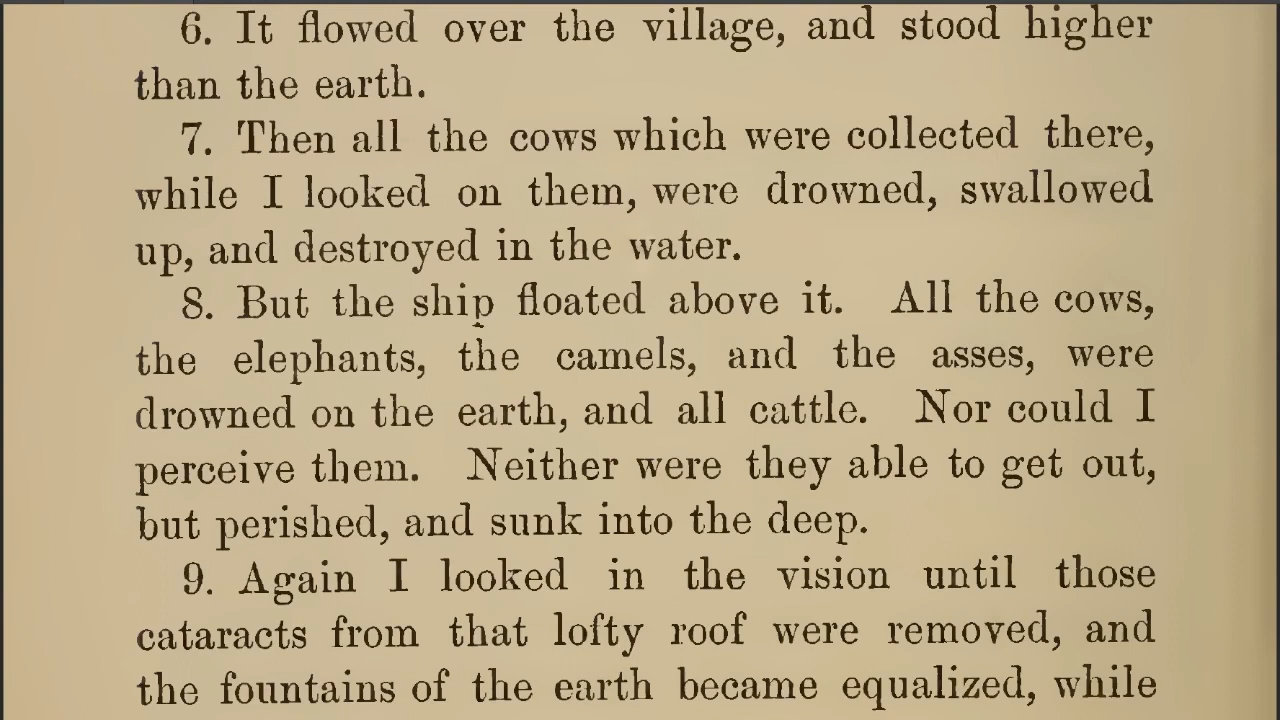 6. It flowed over the village, and stood higher
than the earth.
7. Then all the cows which were collected there,
while I looked on them, were drowned, swallowed
up, and destroyed in the water.
8. But the ship floated above it. All the cows,
the elephants, the camels, and the asses, were
drowned on the earth, and all cattle. Nor could I
perceive them. Neither were they able to get out,
but perished, and sunk into the deep.
9. Again I looked in the vision until those
cataracts from that lofty roof were removed, and
the fountains of the earth became equalized, while